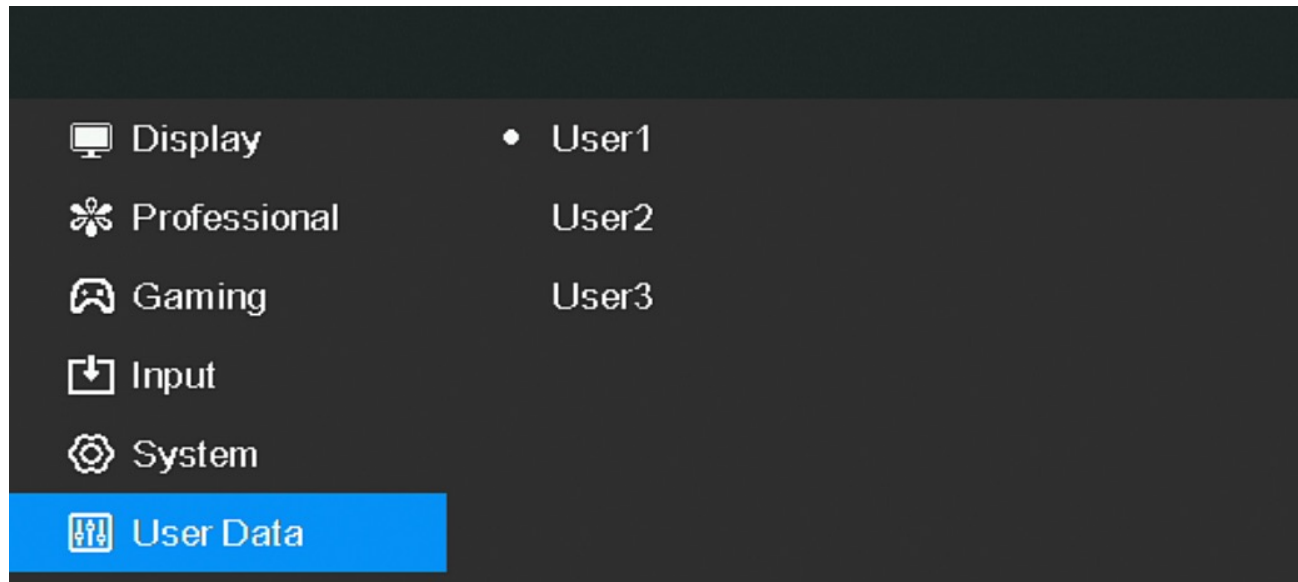 Display
User1
Professional
User2
Gaming
User3
Input
System
User Data